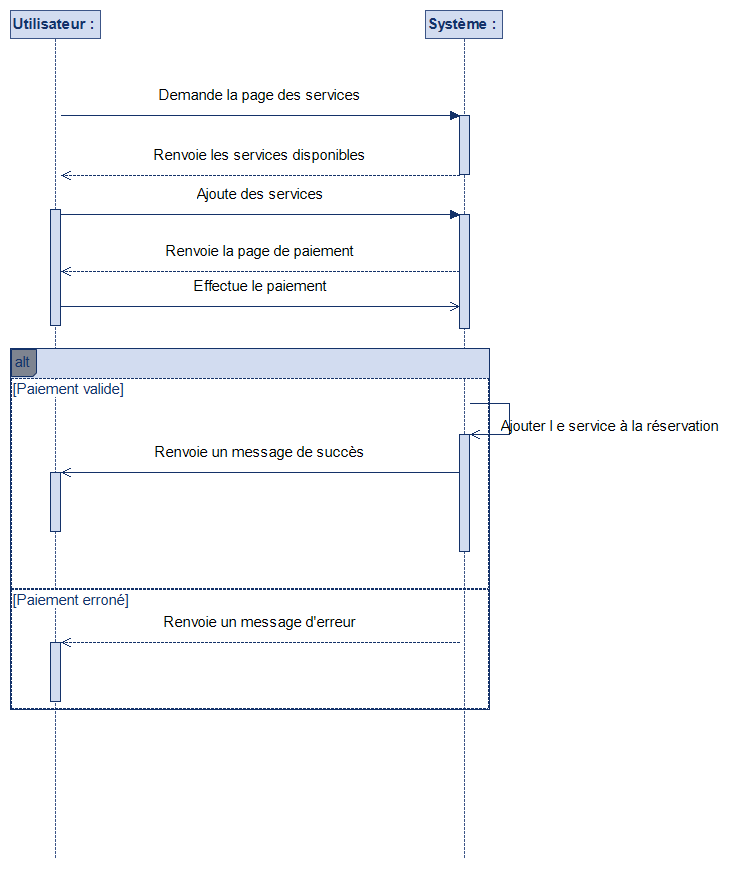 Utilisateur :
Système :
Demande la page des services
Renvoie les services disponibles
Ajoute des services
Renvoie la page de paiement
Effectue le paiement
alt
[Paiement valide]
Ajouter l e service à la réservation
Renvoie un message de succès
[Paiement erroné]
Renvoie un message d'erreur